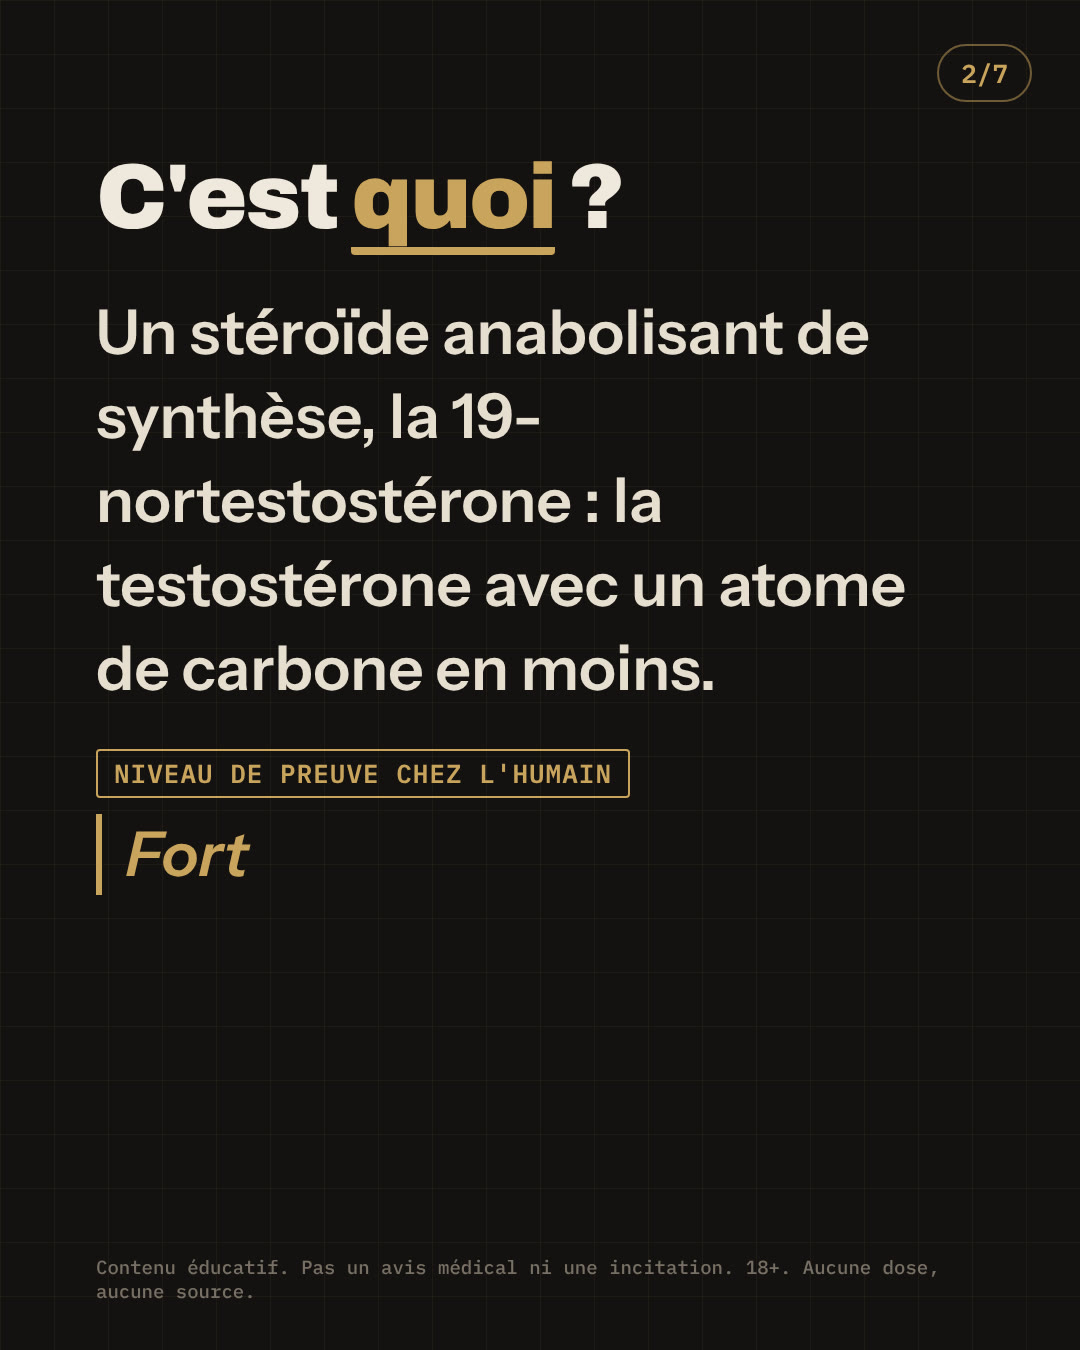 2/7
C'est quoi ?
Un stéroïde anabolisant de
synthèse, la 19-
nortestostérone : la
testostérone avec un atome
de carbone en moins.
NIVEAU DE PREUVE CHEZ L'HUMAIN
Fort
Contenu éducatif. Pas un avis médical ni une incitation. 18+. Aucune dose,
aucune source.